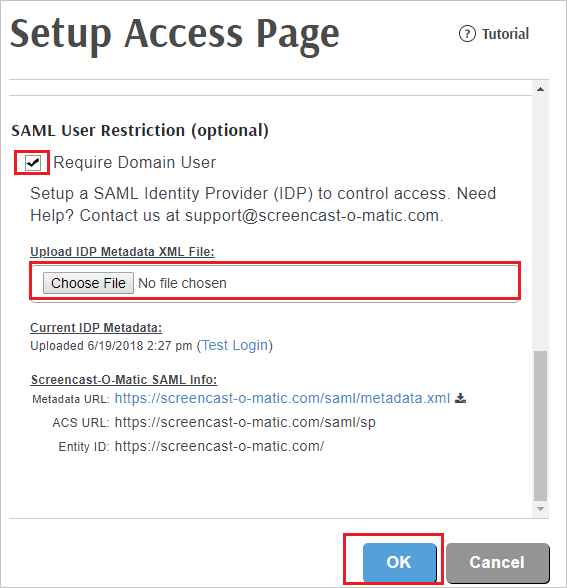 Setup Access Page
? Tutorial
SAML User Restriction (optional)
Require Domain User
Setup a SAML Identity Provider (IDP) to control access. Need
Help? Contact us at support@screencast-o-matic.com.
Upload IDP Metadata XML File:
Choose File No file chosen
Current IDP Metadata:
Uploaded 6/19/2018 2:27 pm (Test Login)
Screencast-O-Matic SAML Info:
Metadata URL: https://screencast-o-matic.com/saml/metadata.xml
ACS URL: https://screencast-o-matic.com/saml/sp
Entity ID: https://screencast-o-matic.com/
OK Cancel